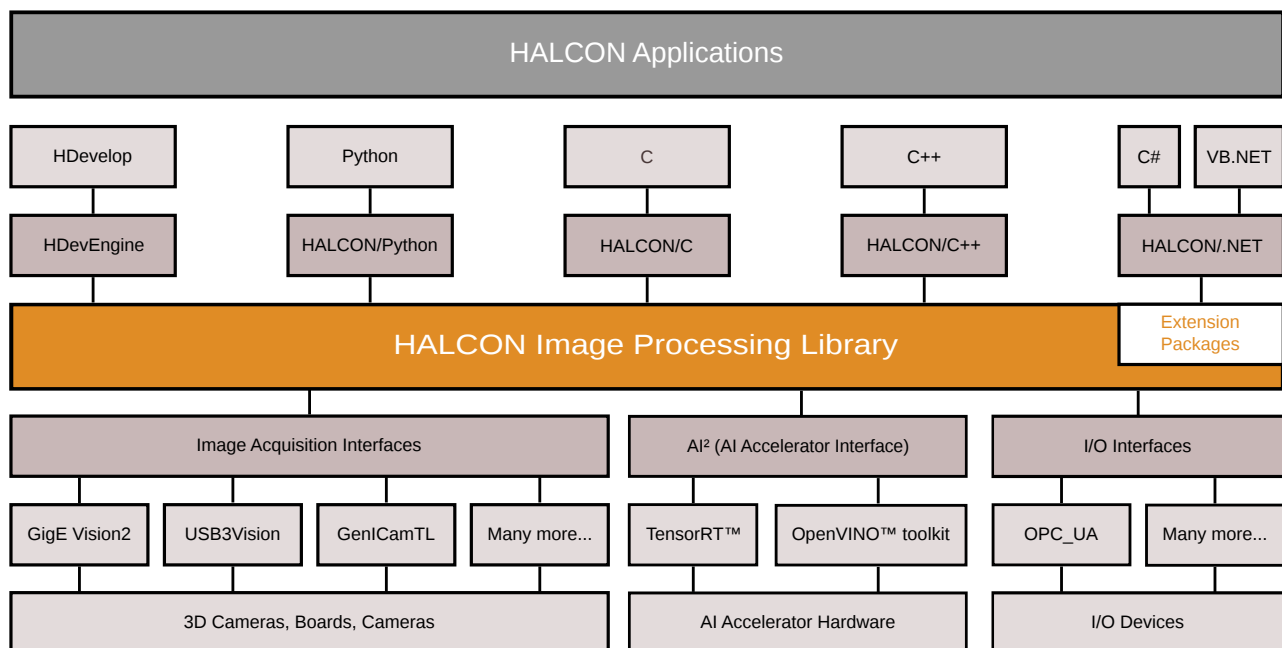 HALCON Applications
HDevelop
Python
C
C++
C#
VB.NET
HDevEngine
HALCON/Python
HALCON/C
HALCON/C++
HALCON/.NET
HALCON Image Processing Library
Extension
Packages
Image Acquisition Interfaces
AI² (AI Accelerator Interface)
I/O Interfaces
GigE Vision2
USB3Vision
GenICamTL
Many more...
TensorRT™
OpenVINO™ toolkit
OPC_UA
Many more...
3D Cameras, Boards, Cameras
AI Accelerator Hardware
I/O Devices